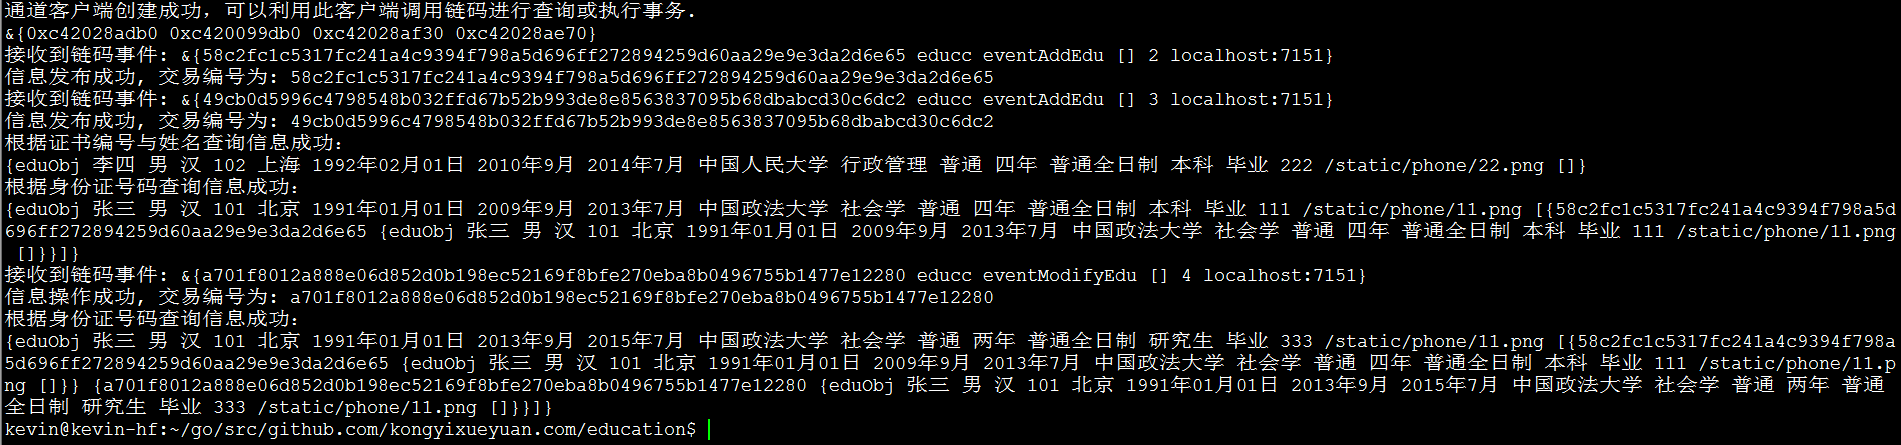 通道客户端创建成功，可以利用此客户端调用链码进行查询或执行事务.
&{0xc42028adb0 0xc420099db0 0xc42028af30 0xc42028ae70}
接收到链码事件: &{58c2fc1c5317fc241a4c9394f798a5d696ff272894259d60aa29e9e3da2d6e65 educc eventAddEdu [] 2 localhost:7151}
信息发布成功, 交易编号为: 58c2fc1c5317fc241a4c9394f798a5d696ff272894259d60aa29e9e3da2d6e65
接收到链码事件: &{49cb0d5996c4798548b032ffd67b52b993de8e8563837095b68dbabcd30c6dc2 educc eventAddEdu [] 3 localhost:7151}
信息发布成功, 交易编号为: 49cb0d5996c4798548b032ffd67b52b993de8e8563837095b68dbabcd30c6dc2
根据证书编号与姓名查询信息成功：
{eduObj 李四 男 汉 102 上海 1992年02月01日 2010年9月 2014年7月 中国人民大学 行政管理 普通 四年 普通全日制 本科 毕业 222 /static/phone/22.png []}
根据身份证号码查询信息成功：
{eduObj 张三 男 汉 101 北京 1991年01月01日 2009年9月 2013年7月 中国政法大学 社会学 普通 四年 普通全日制 本科 毕业 111 /static/phone/11.png [{58c2fc1c5317fc241a4c9394f798a5d
696ff272894259d60aa29e9e3da2d6e65 {eduObj 张三 男 汉 101 北京 1991年01月01日 2009年9月 2013年7月 中国政法大学 社会学 普通 四年 普通全日制 本科 毕业 111 /static/phone/11.png
[]}}]}
接收到链码事件: &{a701f8012a888e06d852d0b198ec52169f8bfe270eba8b0496755b1477e12280 educc eventModifyEdu [] 4 localhost:7151}
信息操作成功, 交易编号为: a701f8012a888e06d852d0b198ec52169f8bfe270eba8b0496755b1477e12280
根据身份证号码查询信息成功：
{eduObj 张三 男 汉 101 北京 1991年01月01日 2013年9月 2015年7月 中国政法大学 社会学 普通 两年 普通全日制 研究生 毕业 333 /static/phone/11.png [{58c2fc1c5317fc241a4c9394f798a
5d696ff272894259d60aa29e9e3da2d6e65 {eduObj 张三 男 汉 101 北京 1991年01月01日 2009年9月 2013年7月 中国政法大学 社会学 普通 四年 普通全日制 本科 毕业 111 /static/phone/11.p
ng []}} {a701f8012a888e06d852d0b198ec52169f8bfe270eba8b0496755b1477e12280 {eduObj 张三 男 汉 101 北京 1991年01月01日 2013年9月 2015年7月 中国政法大学 社会学 普通 两年 普通
全日制 研究生 毕业 333 /static/phone/11.png []}}]}
kevin@kevin-hf:~/go/src/github.com/kongyixueyuan.com/education$